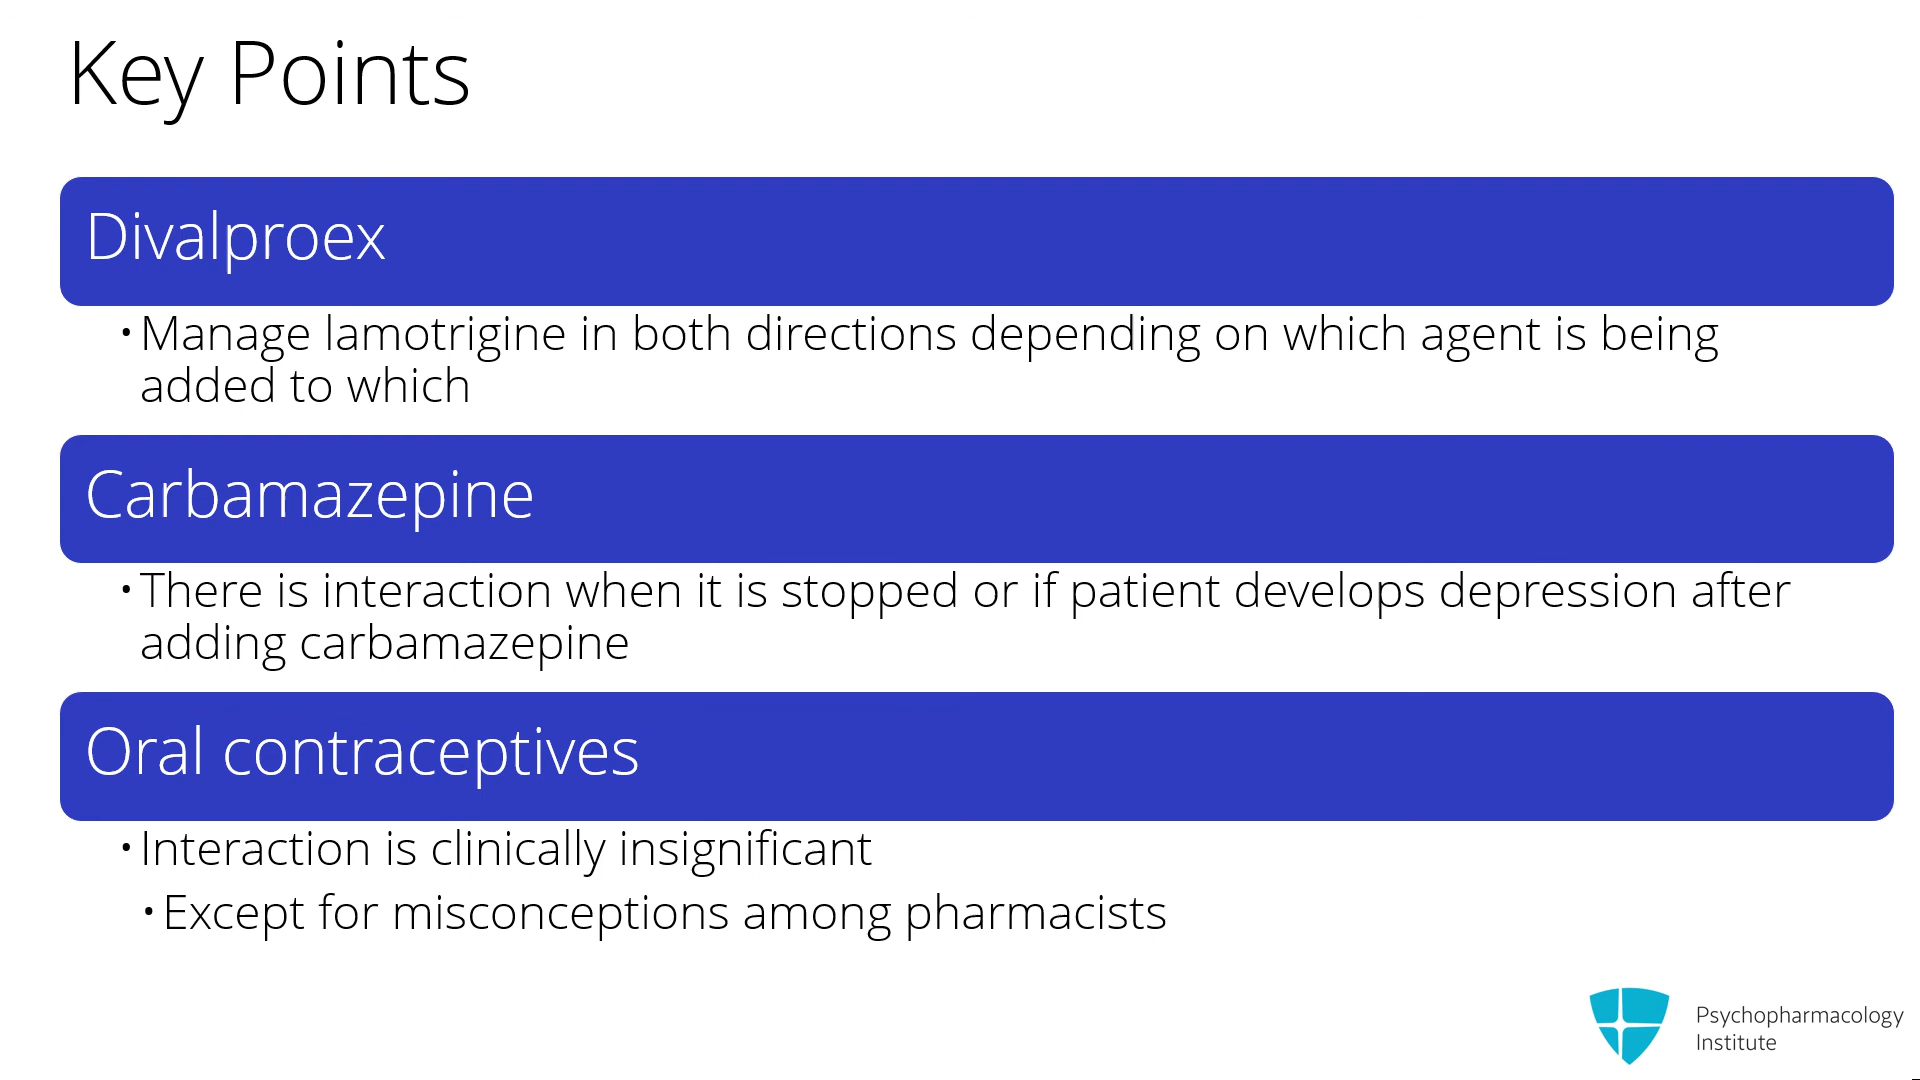 Key Points
Divalproex
• Manage lamotrigine in both directions depending on which agent is being
added to which
Carbamazepine
• There is interaction when it is stopped or if patient develops depression after
adding carbamazepine
Oral contraceptives
• Interaction is clinically insignificant
• Except for misconceptions among pharmacists
Psychopharmacology
Institute